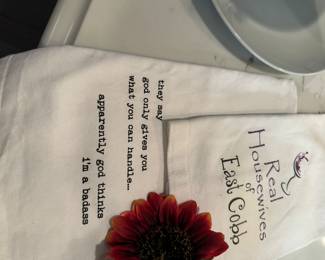 they say
god only gives you
what you can handle...
apparently god thinks
i'm a badass
Real
Housewives
of
East Cobb